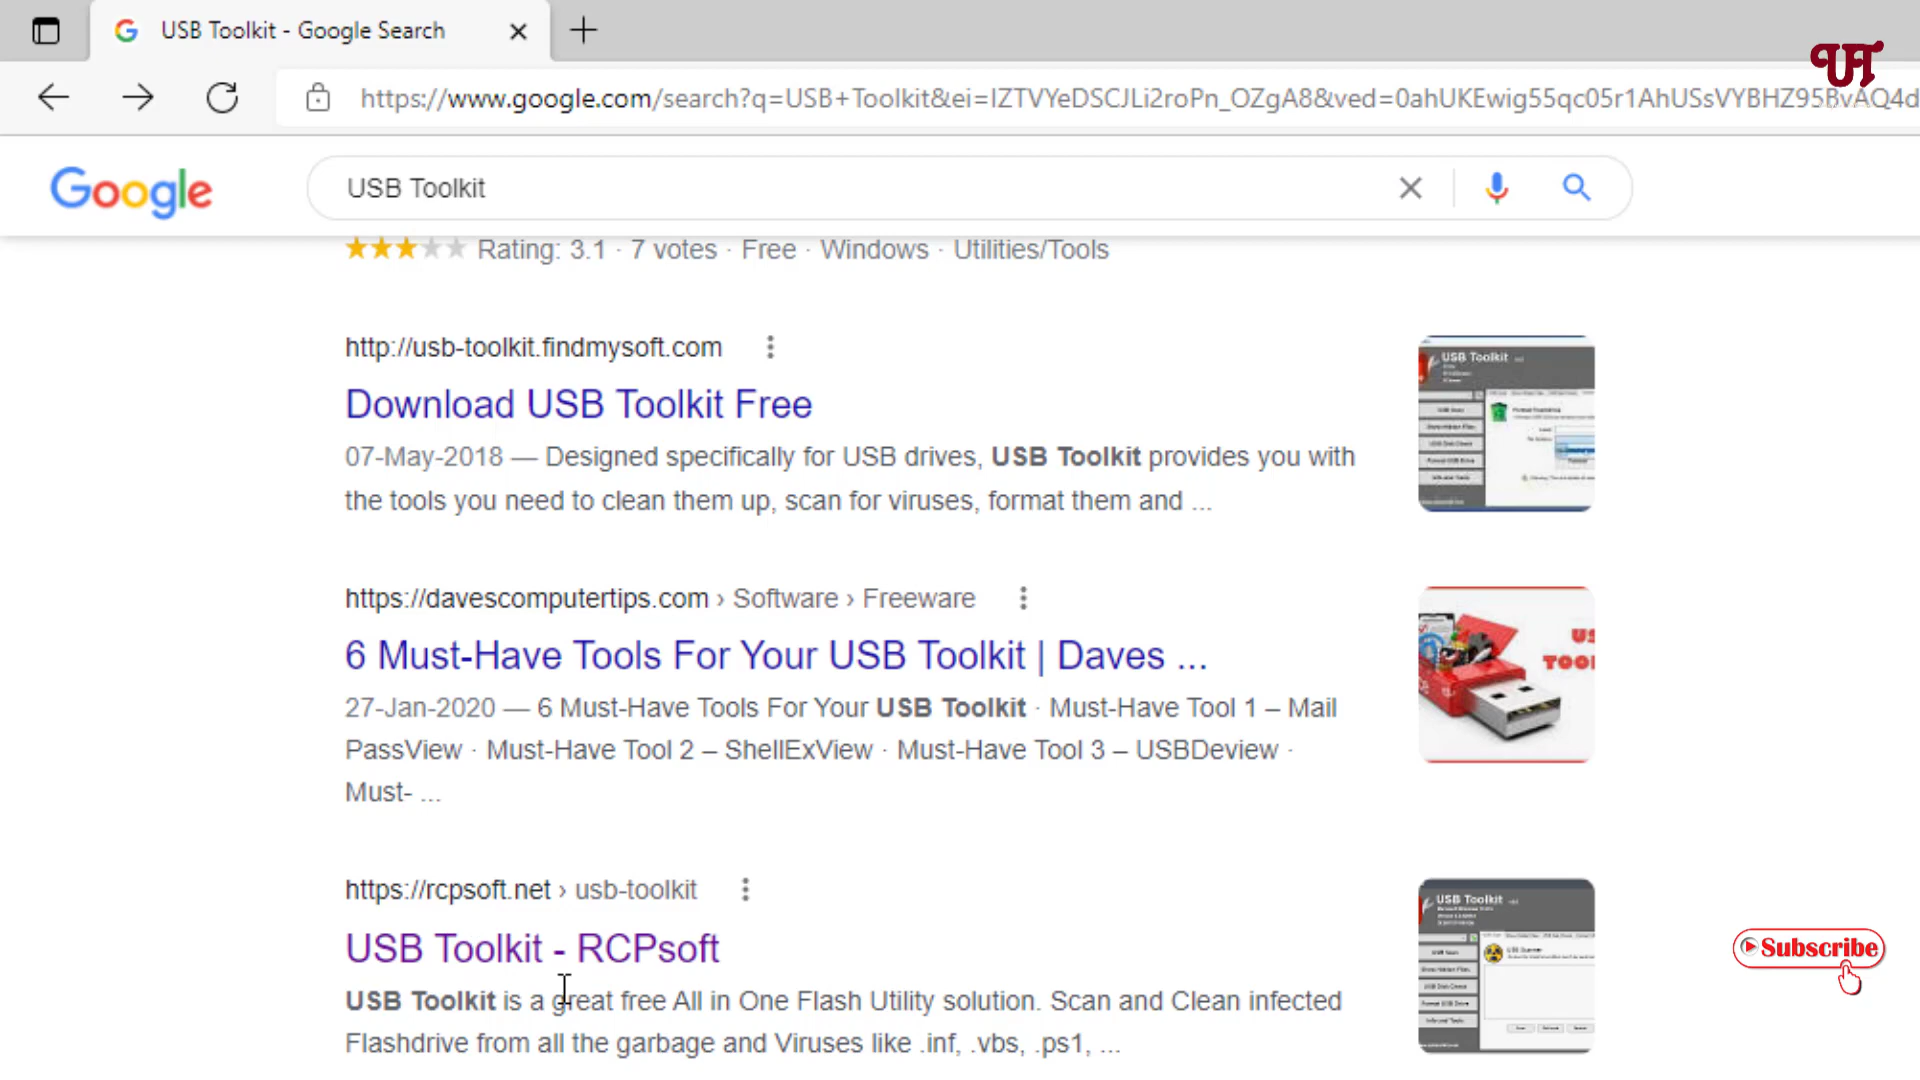 USB Toolkit - Google Search
UT
https://www.google.com/search?q=USB+Toolkit&ei=IZTVYeDSCJLi2roPn_OZgA8&ved=0ahUKEwig55qc05r1AhUSsVYBHZ95BvAQ4d
Google
USB Toolkit
Rating: 3.1 · 7 votes · Free · Windows · Utilities/Tools
http://usb-toolkit.findmysoft.com
Download USB Toolkit Free
07-May-2018 — Designed specifically for USB drives, USB Toolkit provides you with
the tools you need to clean them up, scan for viruses, format them and ...
USB Toolkit
https://davescomputertips.com › Software › Freeware
6 Must-Have Tools For Your USB Toolkit | Daves ...
27-Jan-2020 — 6 Must-Have Tools For Your USB Toolkit · Must-Have Tool 1 – Mail
PassView · Must-Have Tool 2 – ShellExView · Must-Have Tool 3 – USBDeview ·
Must- ...
US
TOO
https://rcpsoft.net › usb-toolkit
USB Toolkit - RCPsoft
USB Toolkit is a great free All in One Flash Utility solution. Scan and Clean infected
Flashdrive from all the garbage and Viruses like .inf, .vbs, .ps1, ...
USB Toolkit
Subscribe